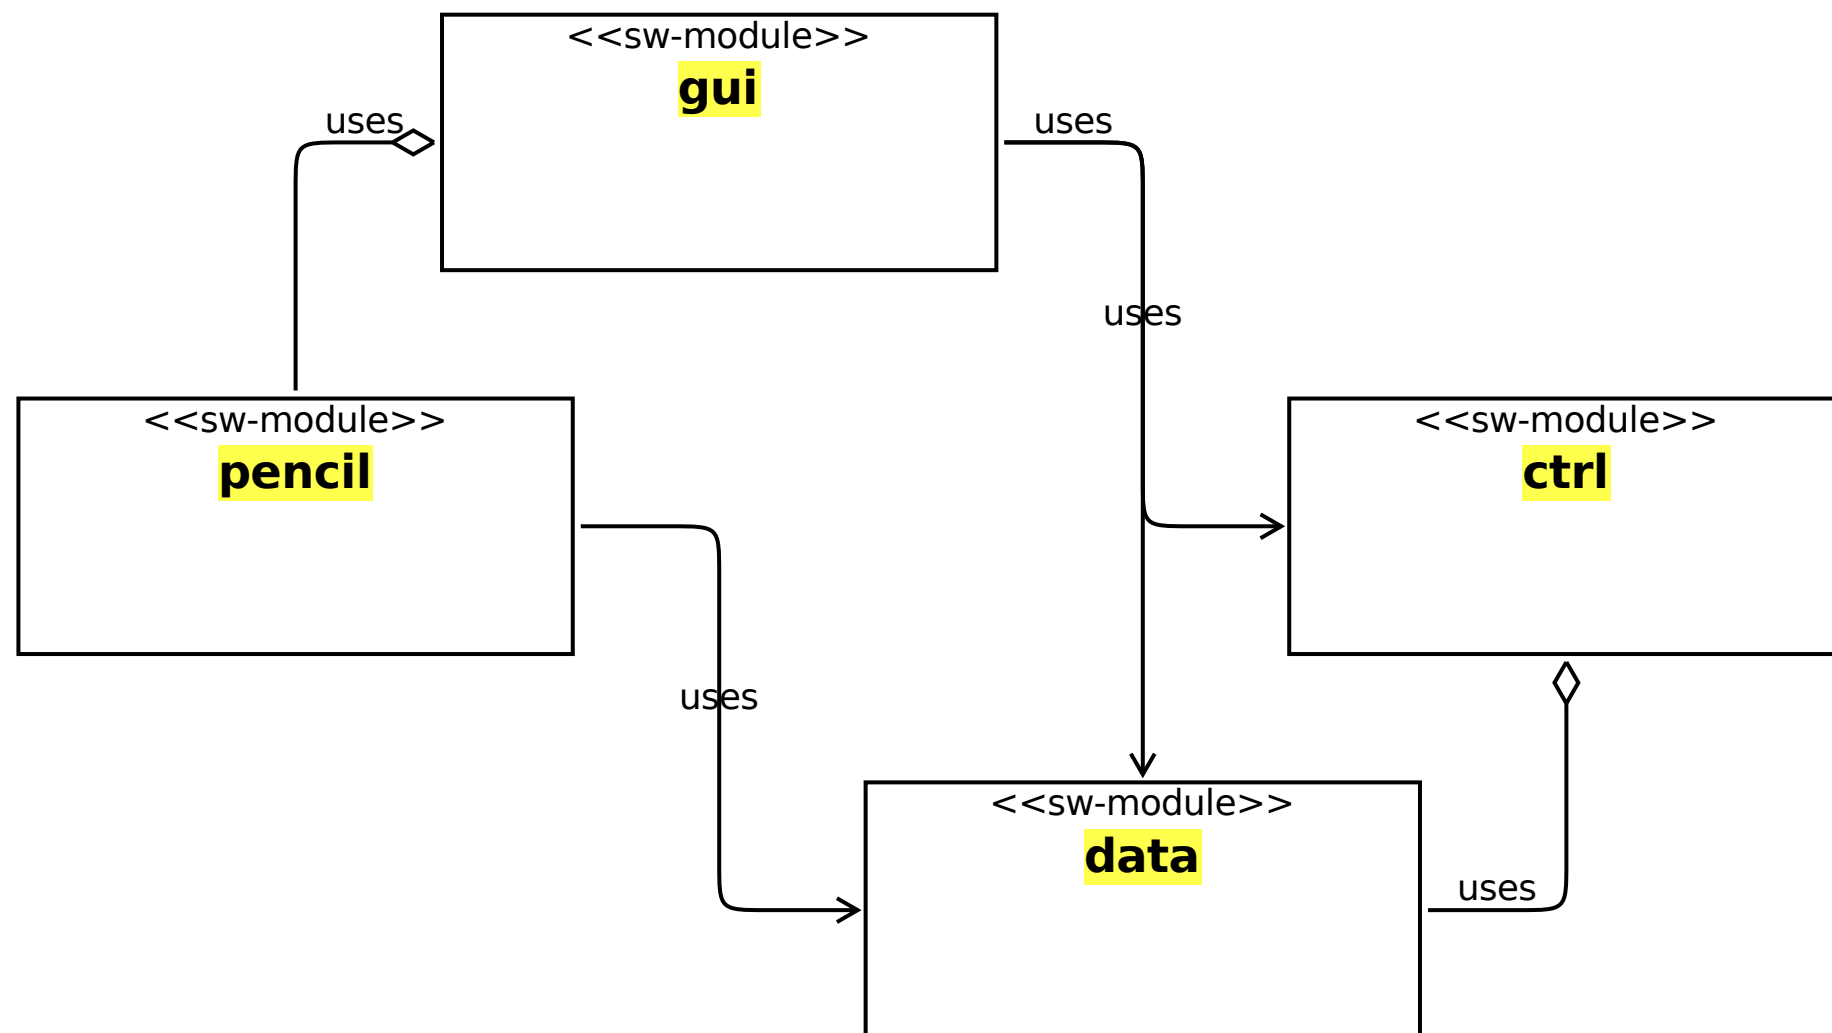 <<sw-module>>
gui
uses
uses
uses
<<sw-module>>
pencil
<<sw-module>>
ctrl
uses
<<sw-module>>
data
uses